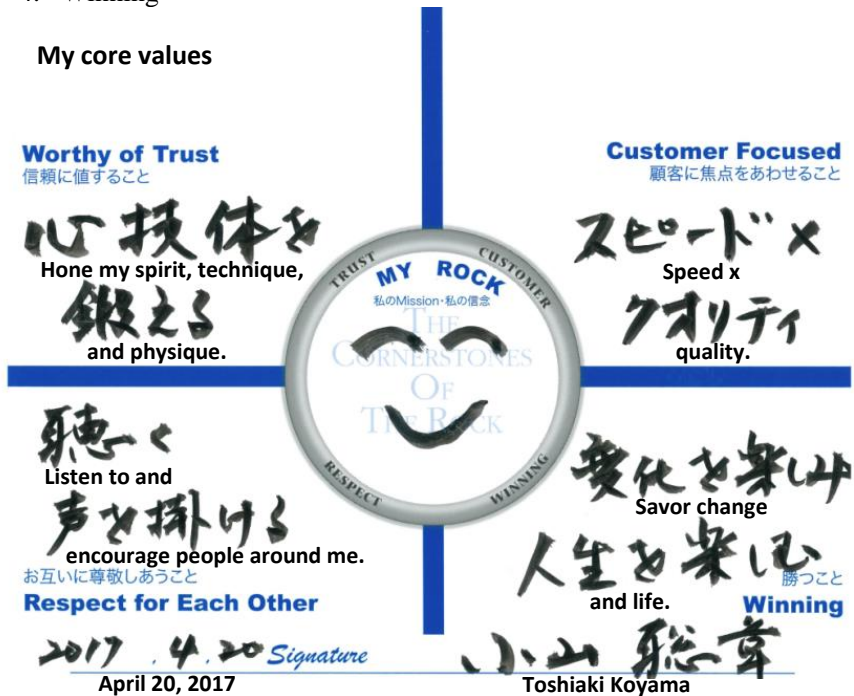 My core values
Worthy of Trust
信頼に値すること
心技体を
Hone my spirit, technique,
鍛える
and physique.
Customer Focused
顧客に焦点をあわせること
スピード×
Speed x
クオリティ
quality.
TRUST
CUSTOMER
MY ROCK
私のMission・私の信念
THE
CORNERSTONES
OF
THE ROCK
RESPECT
WINNING
聴く
Listen to and
声を掛ける
encourage people around me.
お互いに尊敬しあうこと
Respect for Each Other
変化を楽しみ
Savor change
人生を楽しむ
and life.
勝つこと
Winning
2017.4.20 Signature
小山 聡章
April 20, 2017
Toshiaki Koyama